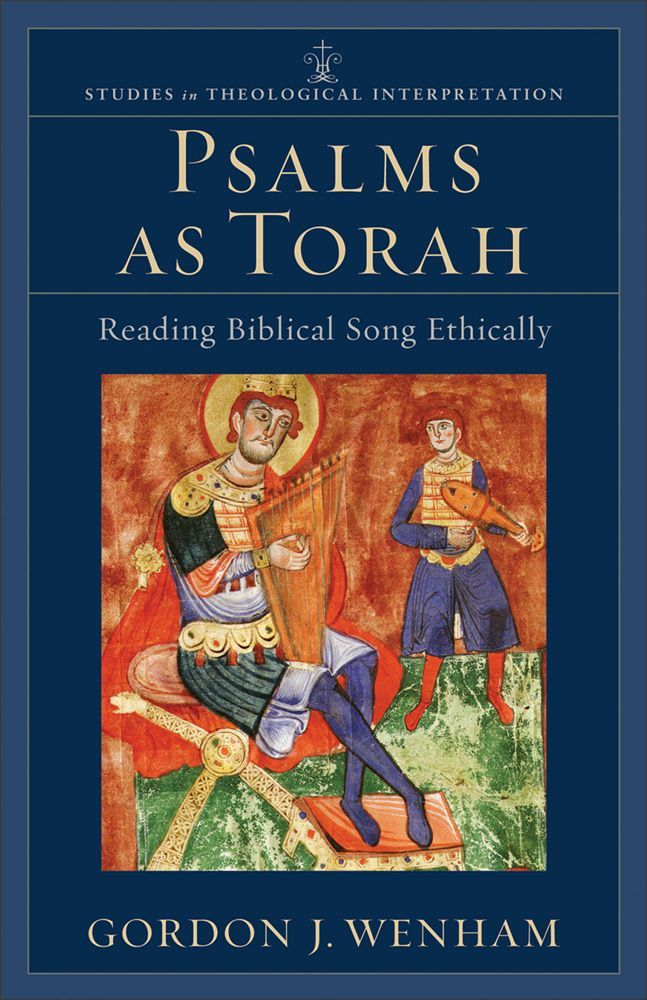 STUDIES in THEOLOGICAL INTERPRETATION
PSALMS
AS TORAH
Reading Biblical Song Ethically
GORDON J. WENHAM